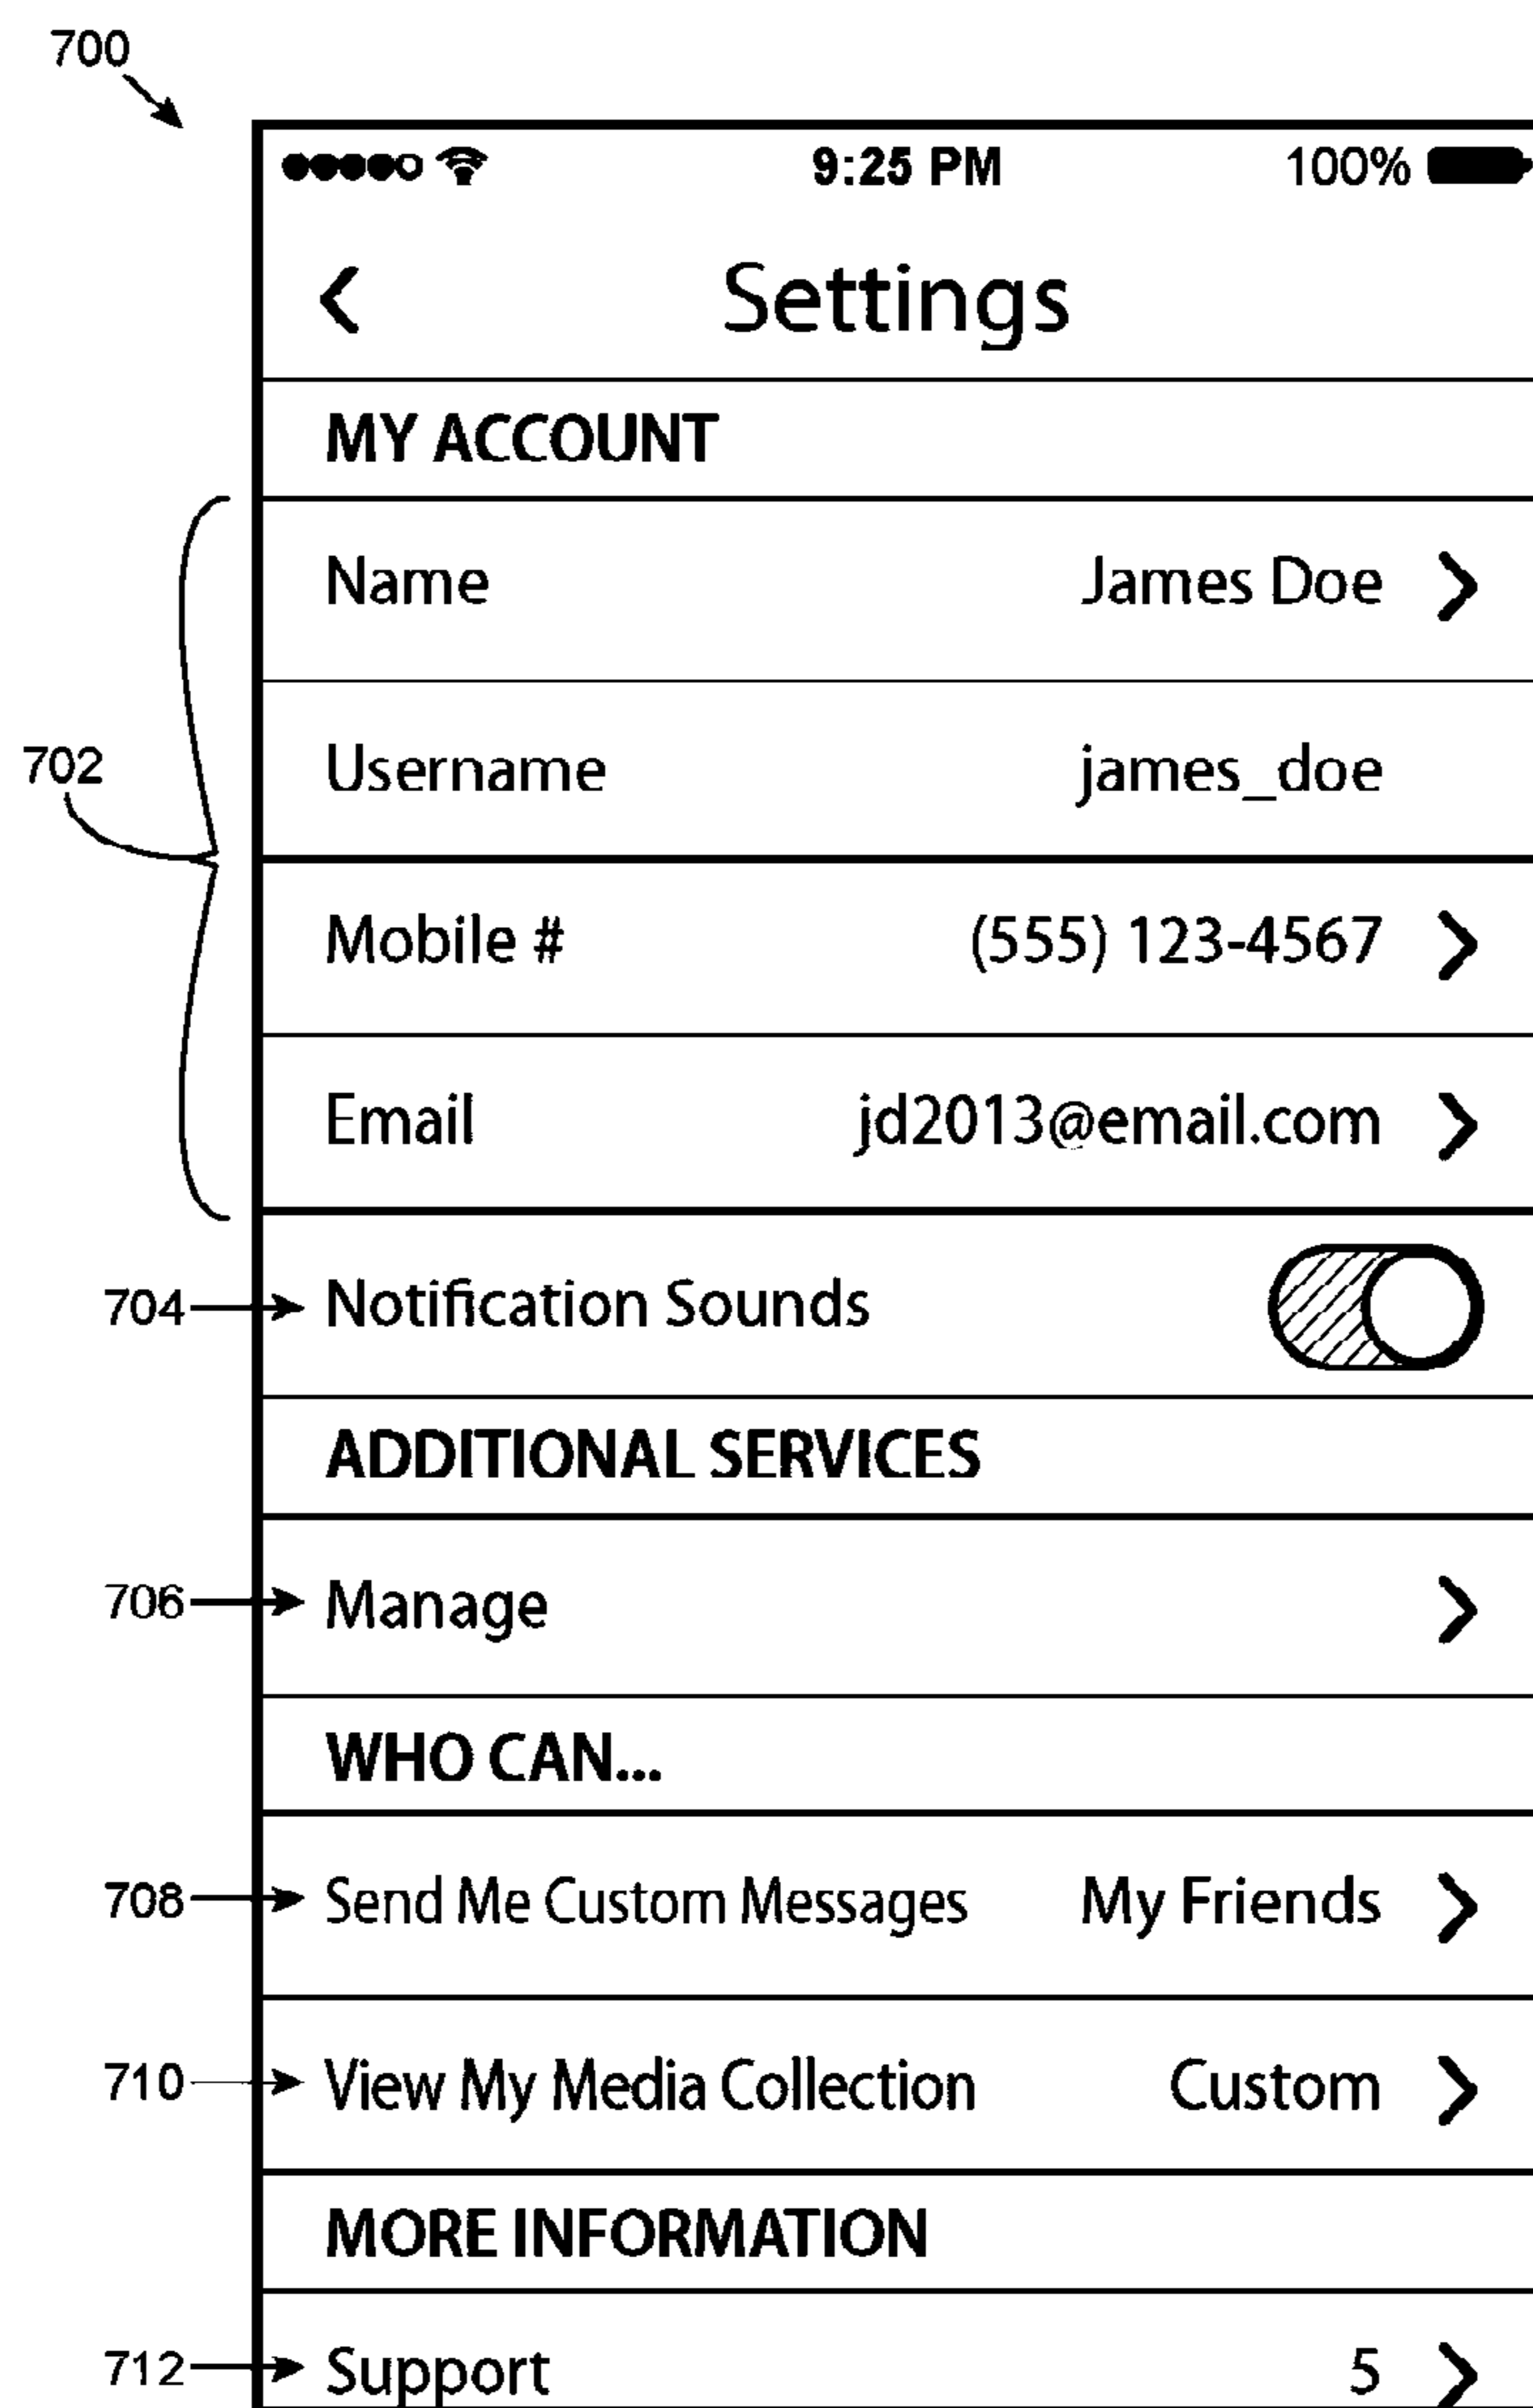 700
9:25 PM 100%
Settings
MY ACCOUNT
Name James Doe
702
Username james_doe
Mobile # (555) 123-4567
Email jd2013@email.com
704 Notification Sounds
ADDITIONAL SERVICES
706 Manage
WHO CAN...
708 Send Me Custom Messages My Friends
710 View My Media Collection Custom
MORE INFORMATION
712 Support 5